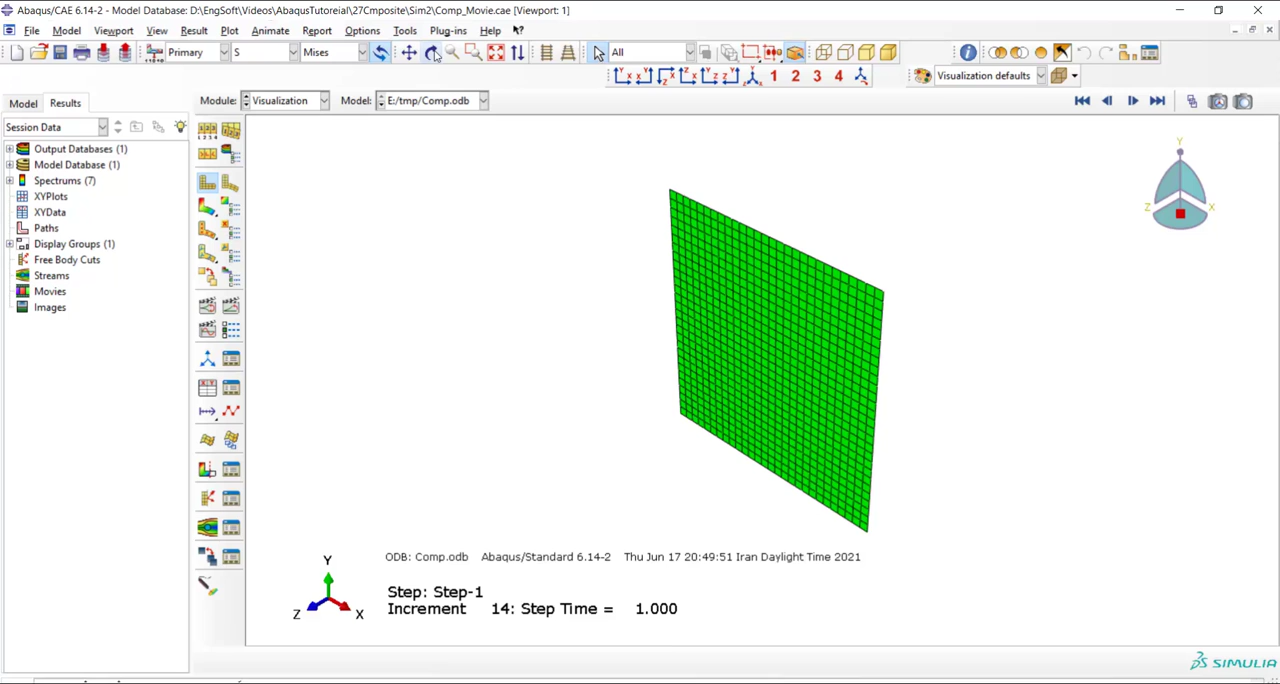 Abaqus/CAE 6.14-2 - Model Database: D:\EngSoft\Videos\AbaqusTutoreial\27Cmposite\Sim2\Comp_Movie.cae [Viewport: 1]
File Model Viewport View Result Plot Animate Report Options Tools Plug-ins Help
Primary S Mises All
1 2 3 4 Visualization defaults
Model Results Module: Visualization Model: E:/tmp/Comp.odb
Session Data
Output Databases (1)
Model Database (1)
Spectrums (7)
XYPlots
XYData
Paths
Display Groups (1)
Free Body Cuts
Streams
Movies
Images
Y
Z X
ODB: Comp.odb Abaqus/Standard 6.14-2 Thu Jun 17 20:49:51 Iran Daylight Time 2021
Y
Step: Step-1
Increment 14: Step Time = 1.000
Z X
SIMULIA